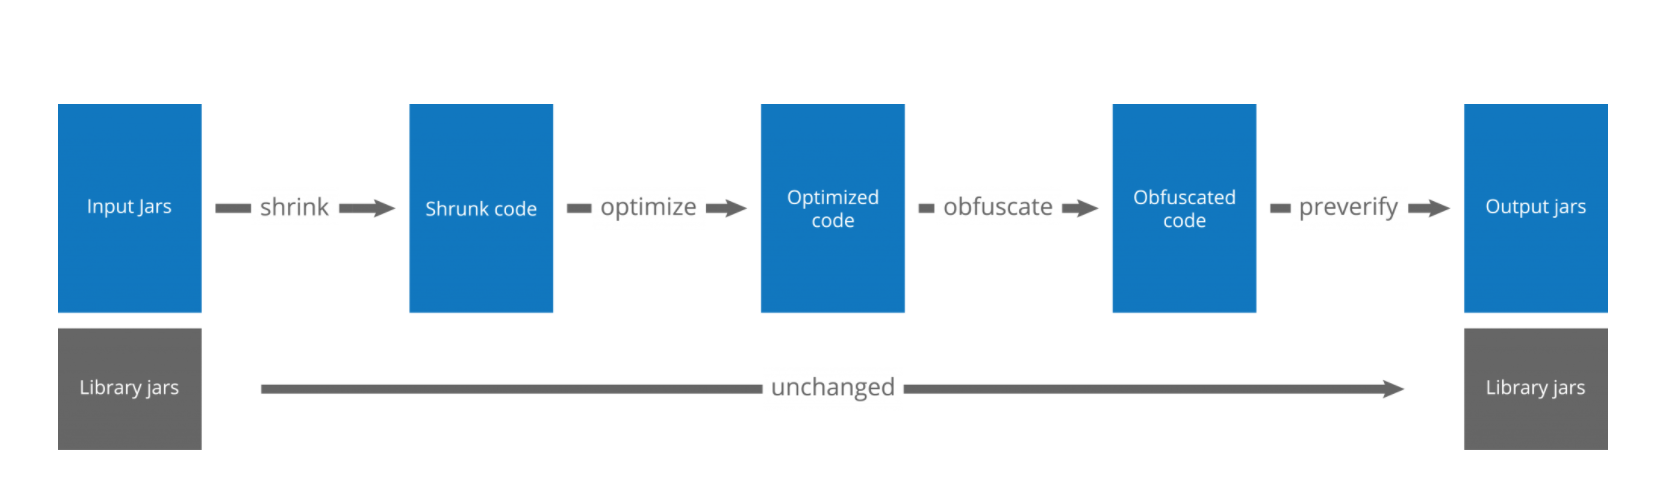 Input Jars
shrink
Shrunk code
optimize
Optimized
code
obfuscate
Obfuscated
code
preverify
Output jars
Library jars
unchanged
Library jars